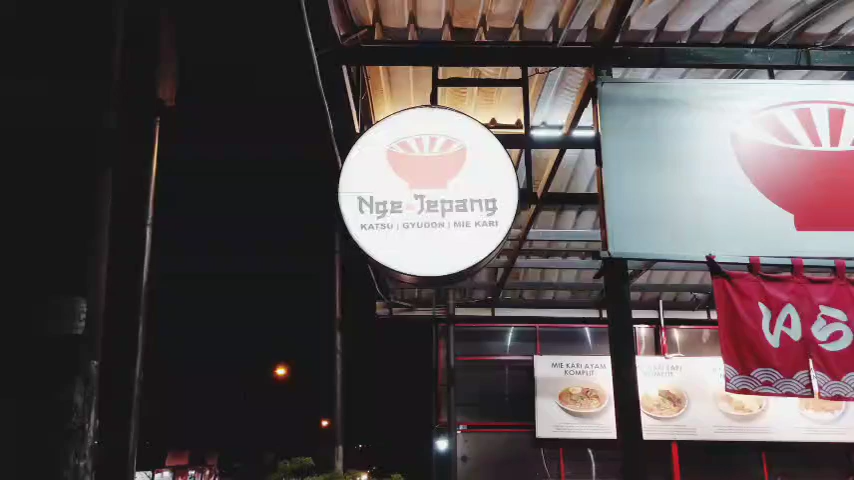 Nge Jepang
KATSU | GYUDON | MIE KARI
いら
MIE KARI AYAM
KOMPLIT